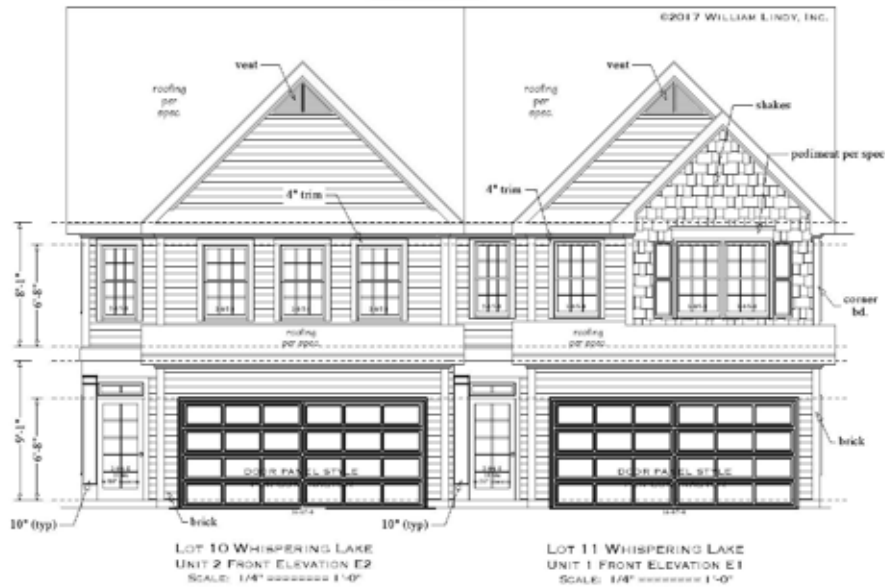 ©2017 WILLIAM LINDY, INC.
vent
roofing
per
spec.
vent
roofing
per
spec.
shakes
pediment per spec
4" trim
4" trim
8'-1"
6'-8"
corner
bd.
roofing
per spec.
roofing
per spec.
9'-1"
6'-8"
DOOR PANEL STYLE
DOOR PANEL STYLE
brick
10" (typ)
brick
10" (typ)
LOT 10 WHISPERING LAKE
UNIT 2 FRONT ELEVATION E2
SCALE: 1/4" ======== 1'-0"
LOT 11 WHISPERING LAKE
UNIT 1 FRONT ELEVATION E1
SCALE: 1/4" ======== 1'-0"